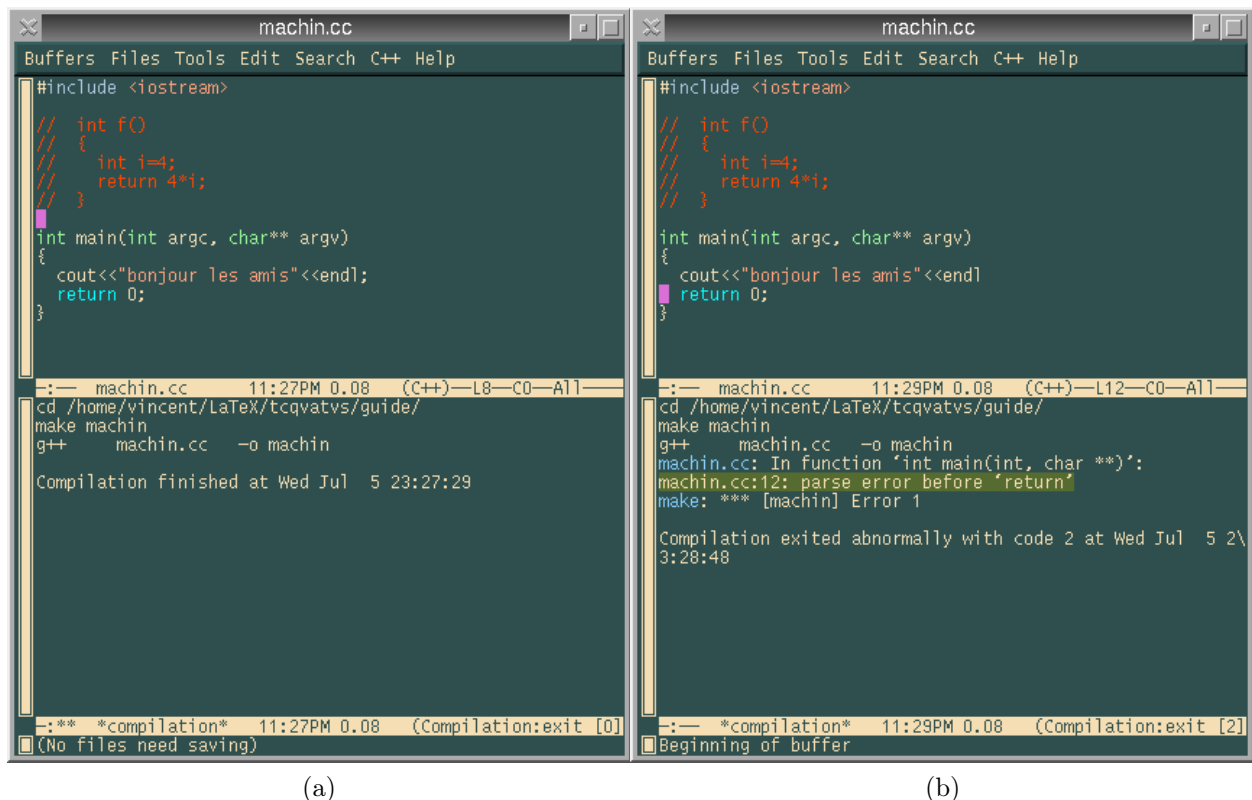 machin.cc
Buffers Files Tools Edit Search C++ Help
#include <iostream>
//  int f()
//  {
//    int i=4;
//    return 4*i;
//  }
int main(int argc, char** argv)
{
  cout<<"bonjour les amis"<<endl;
  return 0;
}
-:--  machin.cc      11:27PM 0.08   (C++)--L8--C0--All----
cd /home/vincent/LaTeX/tcqvatvs/guide/
make machin
g++     machin.cc   -o machin
Compilation finished at Wed Jul  5 23:27:29
-:**  *compilation*   11:27PM 0.08   (Compilation:exit [0]
(No files need saving)
(a)
machin.cc
Buffers Files Tools Edit Search C++ Help
#include <iostream>
//  int f()
//  {
//    int i=4;
//    return 4*i;
//  }
int main(int argc, char** argv)
{
  cout<<"bonjour les amis"<<endl
  return 0;
}
-:--  machin.cc      11:29PM 0.08   (C++)--L12--C0--All---
cd /home/vincent/LaTeX/tcqvatvs/guide/
make machin
g++     machin.cc   -o machin
machin.cc: In function ‘int main(int, char **)’:
machin.cc:12: parse error before ‘return’
make: *** [machin] Error 1
Compilation exited abnormally with code 2 at Wed Jul  5 2\
3:28:48
-:--  *compilation*   11:29PM 0.08   (Compilation:exit [2]
Beginning of buffer
(b)